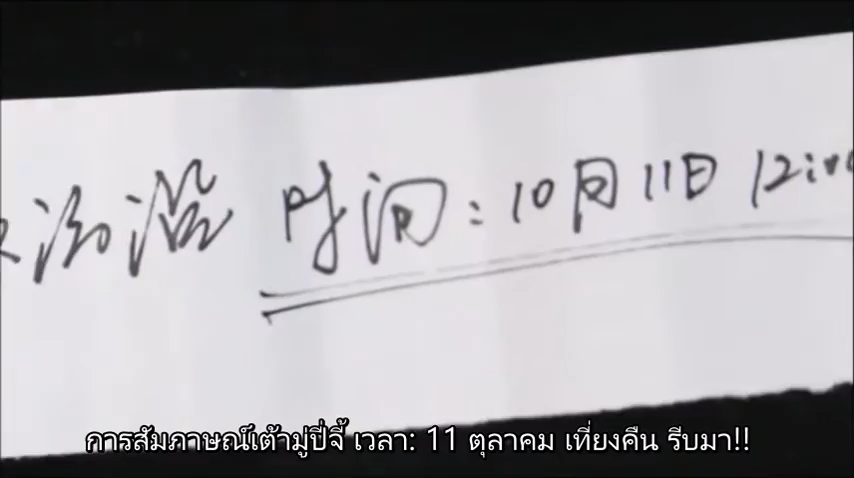 时间：10月11日 12:00
การสัมภาษณ์เต้ามู่ปี่จี้ เวลา: 11 ตุลาคม เที่ยงคืน รีบมา!!